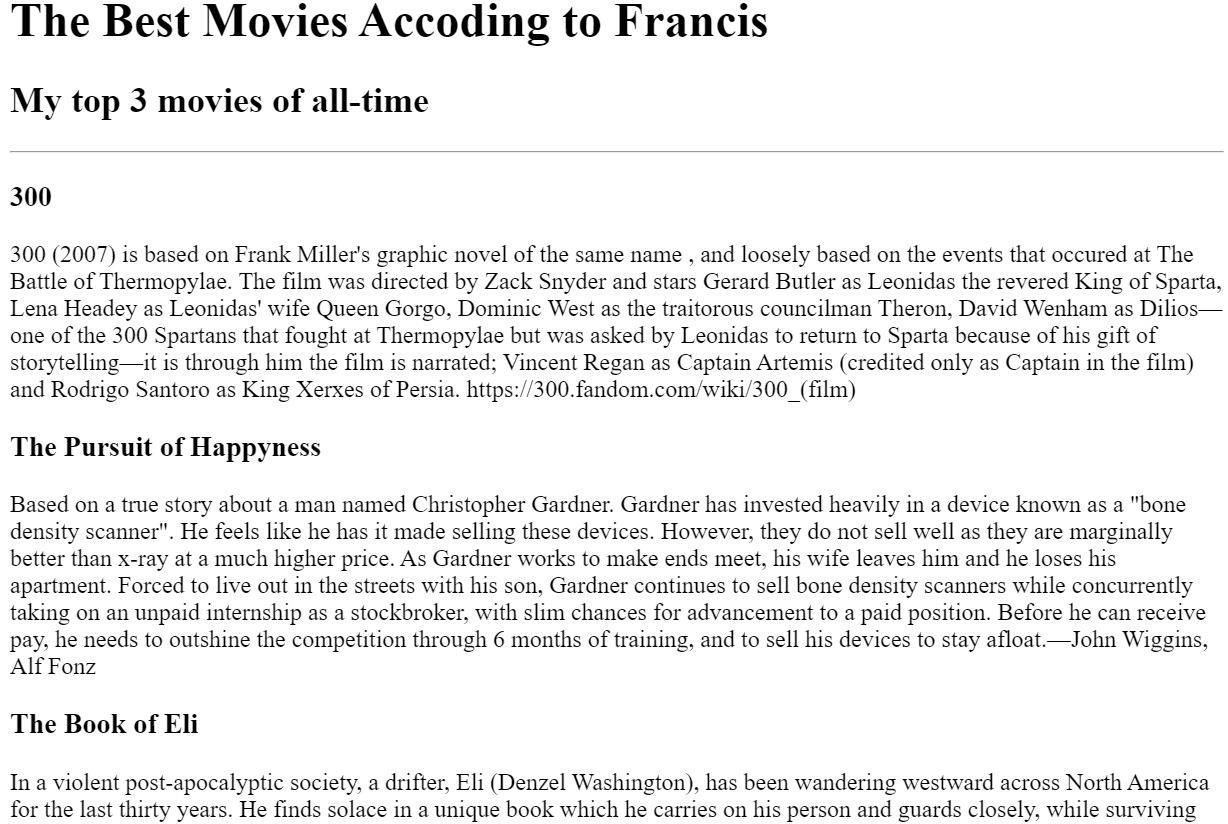 The Best Movies Accoding to Francis
My top 3 movies of all-time
300
300 (2007) is based on Frank Miller's graphic novel of the same name , and loosely based on the events that occured at The
Battle of Thermopylae. The film was directed by Zack Snyder and stars Gerard Butler as Leonidas the revered King of Sparta,
Lena Headey as Leonidas' wife Queen Gorgo, Dominic West as the traitorous councilman Theron, David Wenham as Dilios—
one of the 300 Spartans that fought at Thermopylae but was asked by Leonidas to return to Sparta because of his gift of
storytelling—it is through him the film is narrated; Vincent Regan as Captain Artemis (credited only as Captain in the film)
and Rodrigo Santoro as King Xerxes of Persia. https://300.fandom.com/wiki/300_(film)
The Pursuit of Happyness
Based on a true story about a man named Christopher Gardner. Gardner has invested heavily in a device known as a "bone
density scanner". He feels like he has it made selling these devices. However, they do not sell well as they are marginally
better than x-ray at a much higher price. As Gardner works to make ends meet, his wife leaves him and he loses his
apartment. Forced to live out in the streets with his son, Gardner continues to sell bone density scanners while concurrently
taking on an unpaid internship as a stockbroker, with slim chances for advancement to a paid position. Before he can receive
pay, he needs to outshine the competition through 6 months of training, and to sell his devices to stay afloat.—John Wiggins,
Alf Fonz
The Book of Eli
In a violent post-apocalyptic society, a drifter, Eli (Denzel Washington), has been wandering westward across North America
for the last thirty years. He finds solace in a unique book which he carries on his person and guards closely, while surviving